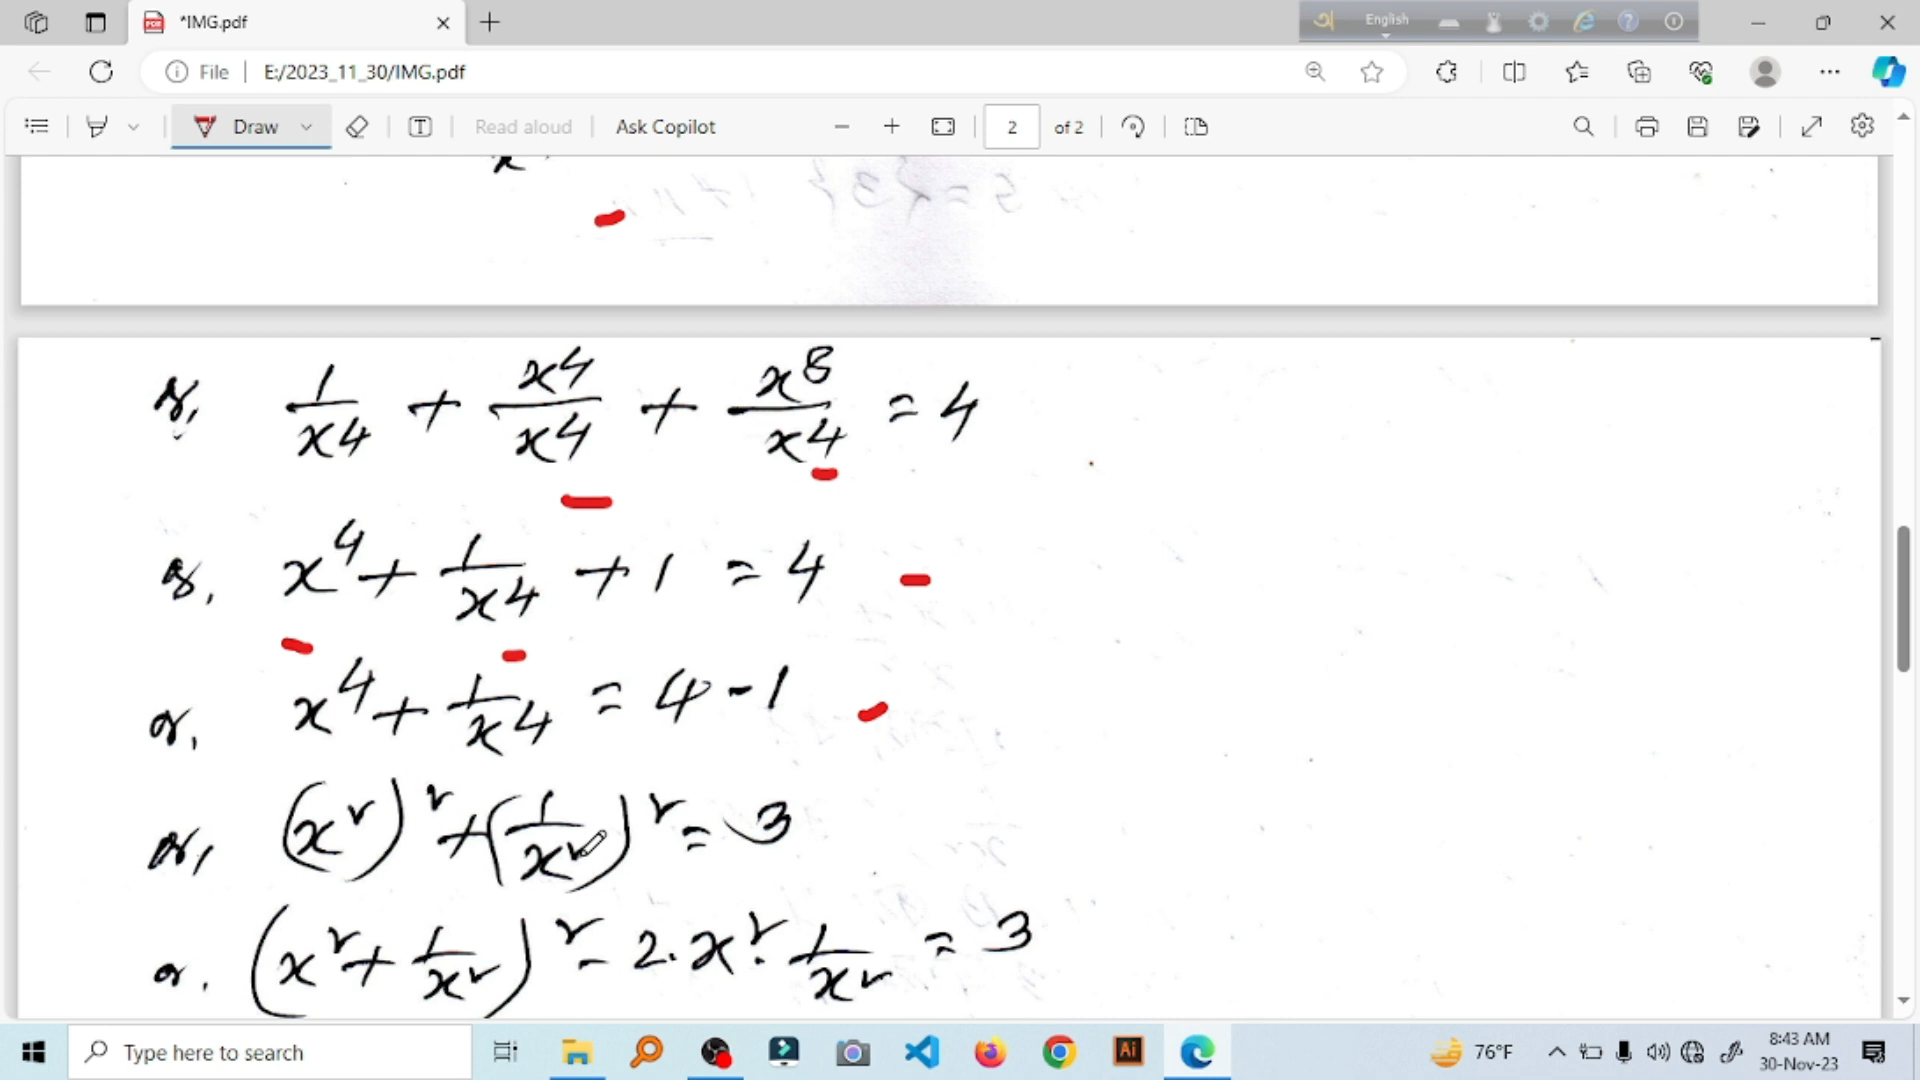 *IMG.pdf
English
File
E:/2023_11_30/IMG.pdf
Draw
Read aloud
Ask Copilot
2
of 2
x
or, 1/x4 + x4/x4 + x8/x4 = 4
or, x4 + 1/x4 + 1 = 4
or, x4 + 1/x4 = 4 - 1
or, (x²)² + (1/x²)² = 3
or, (x² + 1/x²)² - 2.x².1/x² = 3
Type here to search
Ai
76°F
8:43 AM
30-Nov-23